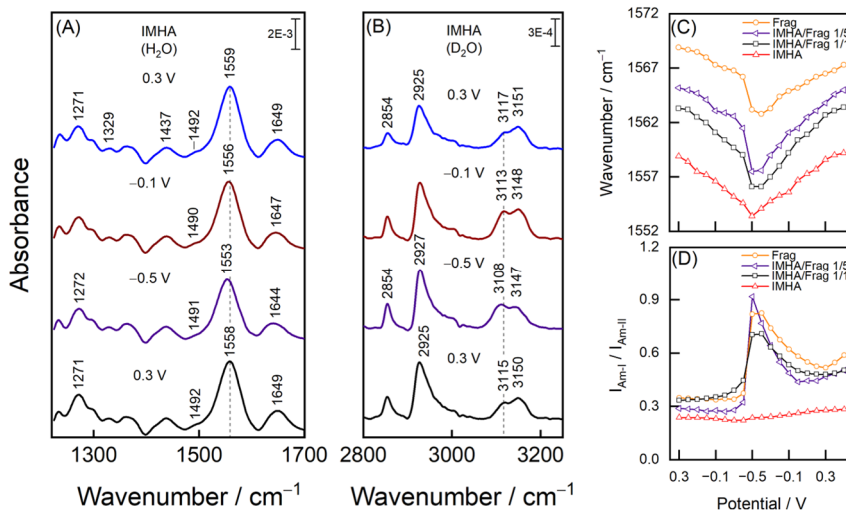 (A)
IMHA
(H₂O)
2E-3
0.3 V
1271
1329
1437
−1492
1559
1649
−0.1 V
1490
1556
1647
−0.5 V
1272
1491
1553
1644
0.3 V
1271
1492
1558
1649
1300 1500 1700
Wavenumber / cm⁻¹
Absorbance
(B)
IMHA
(D₂O)
3E-4
0.3 V
2854
2925
3117
3151
−0.1 V
3113
3148
−0.5 V
2854
2927
3108
3147
0.3 V
2925
3115
3150
2800 3000 3200
Wavenumber / cm⁻¹
(C)
Frag
IMHA/Frag 1/5
IMHA/Frag 1/1
IMHA
1572
1567
1562
1557
1552
Wavenumber / cm⁻¹
(D)
Frag
IMHA/Frag 1/5
IMHA/Frag 1/1
IMHA
1.2
0.9
0.6
0.3
0.0
I Am-I / I Am-II
0.3 −0.1 −0.5 −0.1 0.3
Potential / V